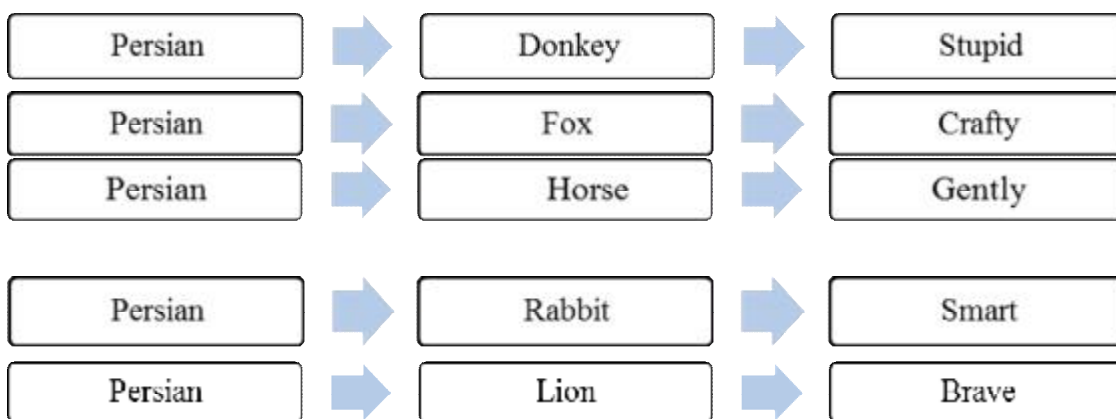 Persian Donkey Stupid
Persian Fox Crafty
Persian Horse Gently
Persian Rabbit Smart
Persian Lion Brave